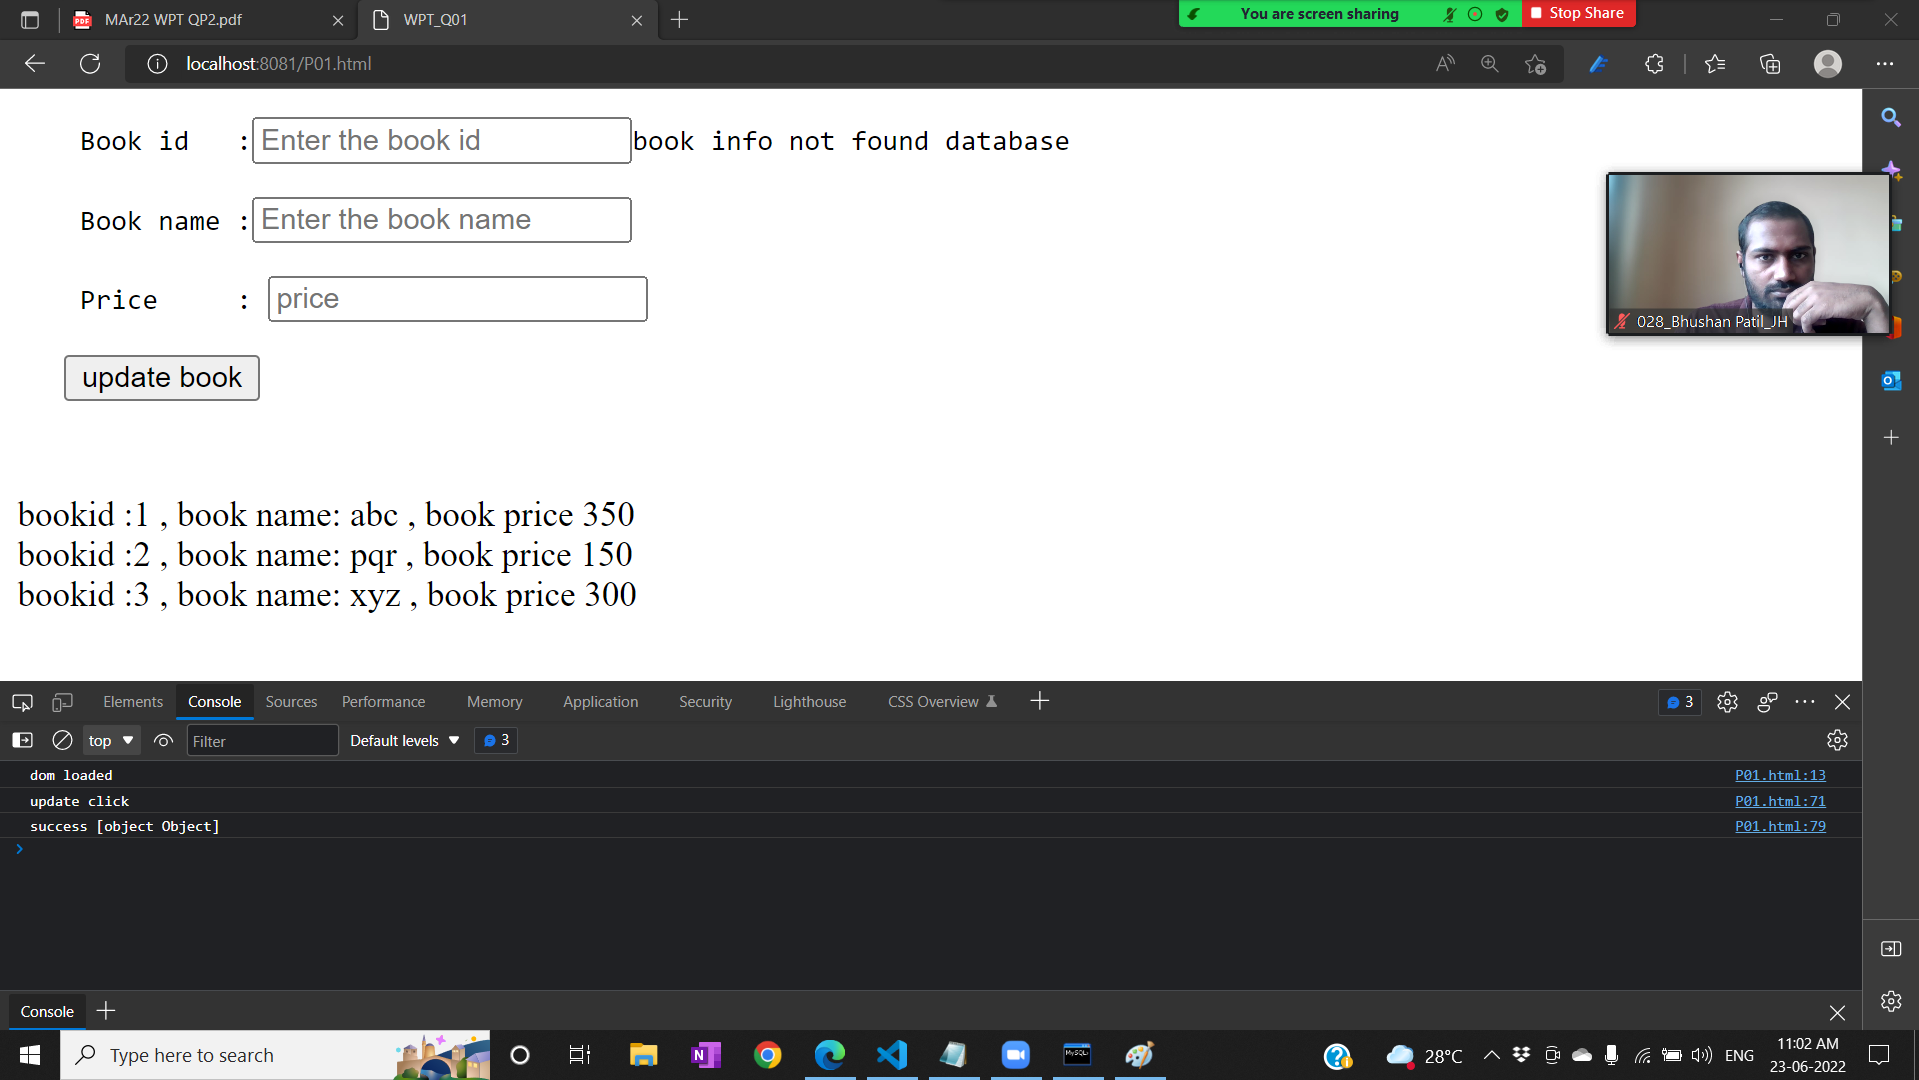 MAr22 WPT QP2.pdf
WPT_Q01
You are screen sharing
Stop Share
localhost:8081/P01.html
Book id :
Enter the book id
book info not found database
Book name :
Enter the book name
Price :
price
update book
028_Bhushan Patil_JH
bookid :1 , book name: abc , book price 350
bookid :2 , book name: pqr , book price 150
bookid :3 , book name: xyz , book price 300
Elements Console Sources Performance Memory Application Security Lighthouse CSS Overview
3
top
Filter
Default levels
3
dom loaded P01.html:13
update click P01.html:71
success [object Object] P01.html:79
Console
Type here to search
28°C
ENG
11:02 AM
23-06-2022